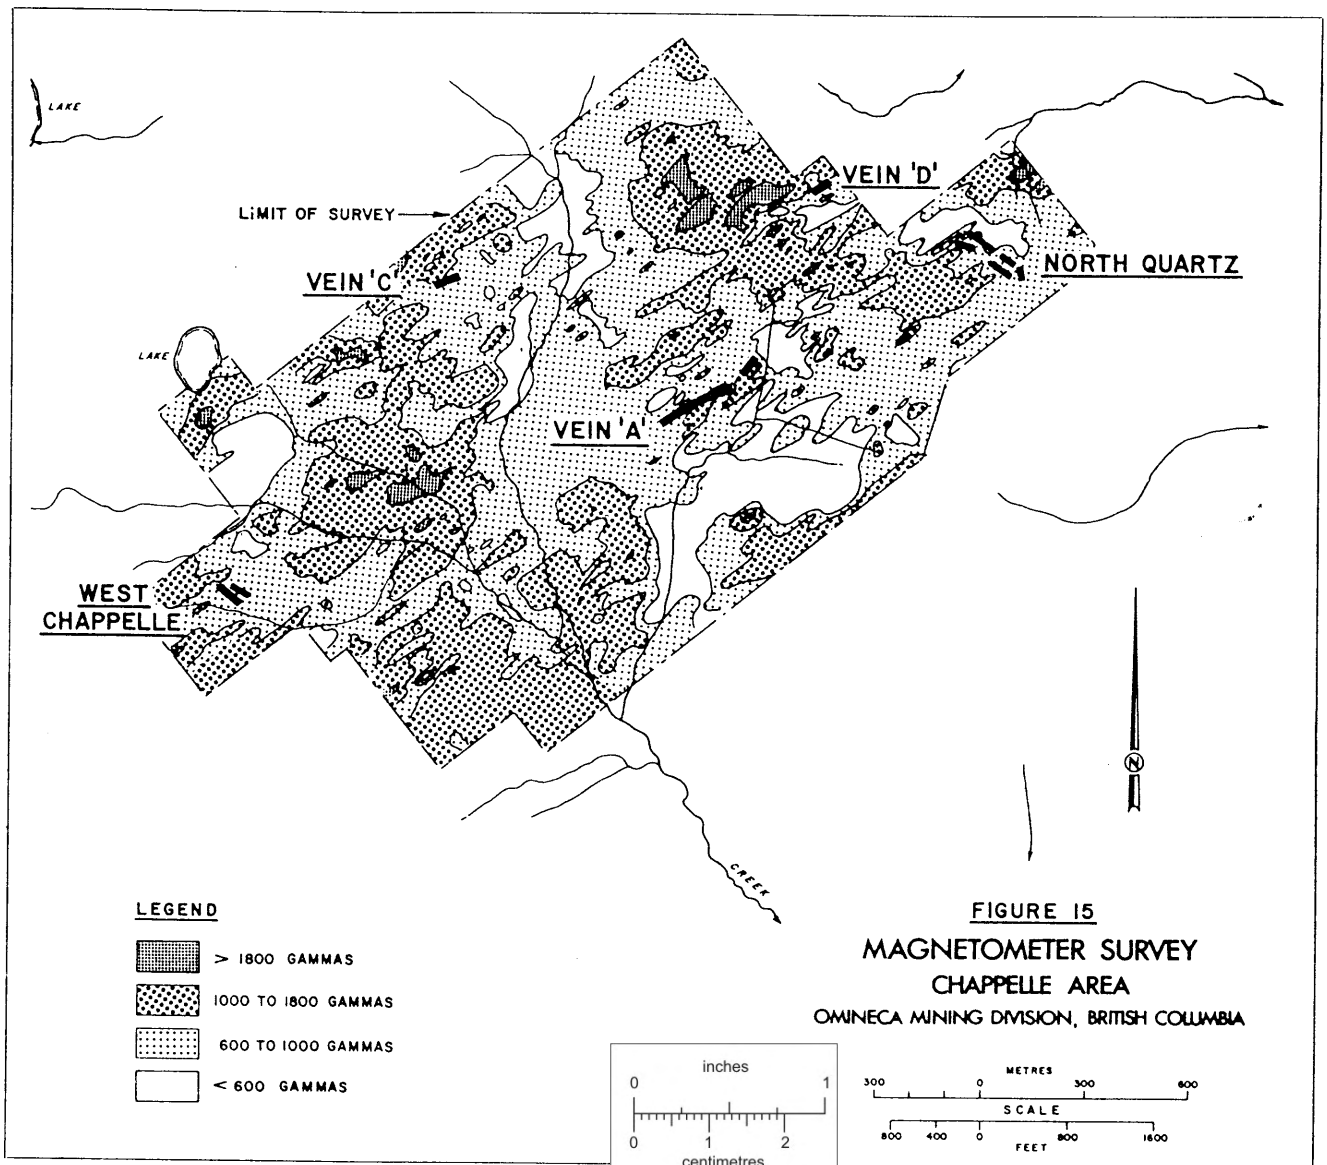 LAKE
LIMIT OF SURVEY
VEIN 'D'
VEIN 'C'
NORTH QUARTZ
LAKE
VEIN 'A'
WEST
CHAPPELLE
N
CREEK
LEGEND
> 1800 GAMMAS
1000 TO 1800 GAMMAS
600 TO 1000 GAMMAS
< 600 GAMMAS
FIGURE 15
MAGNETOMETER SURVEY
CHAPPELLE AREA
OMINECA MINING DIVISION, BRITISH COLUMBIA
inches
0 1
0 1 2
centimetres
METRES
300 0 300 600
SCALE
800 400 0 800 1600
FEET